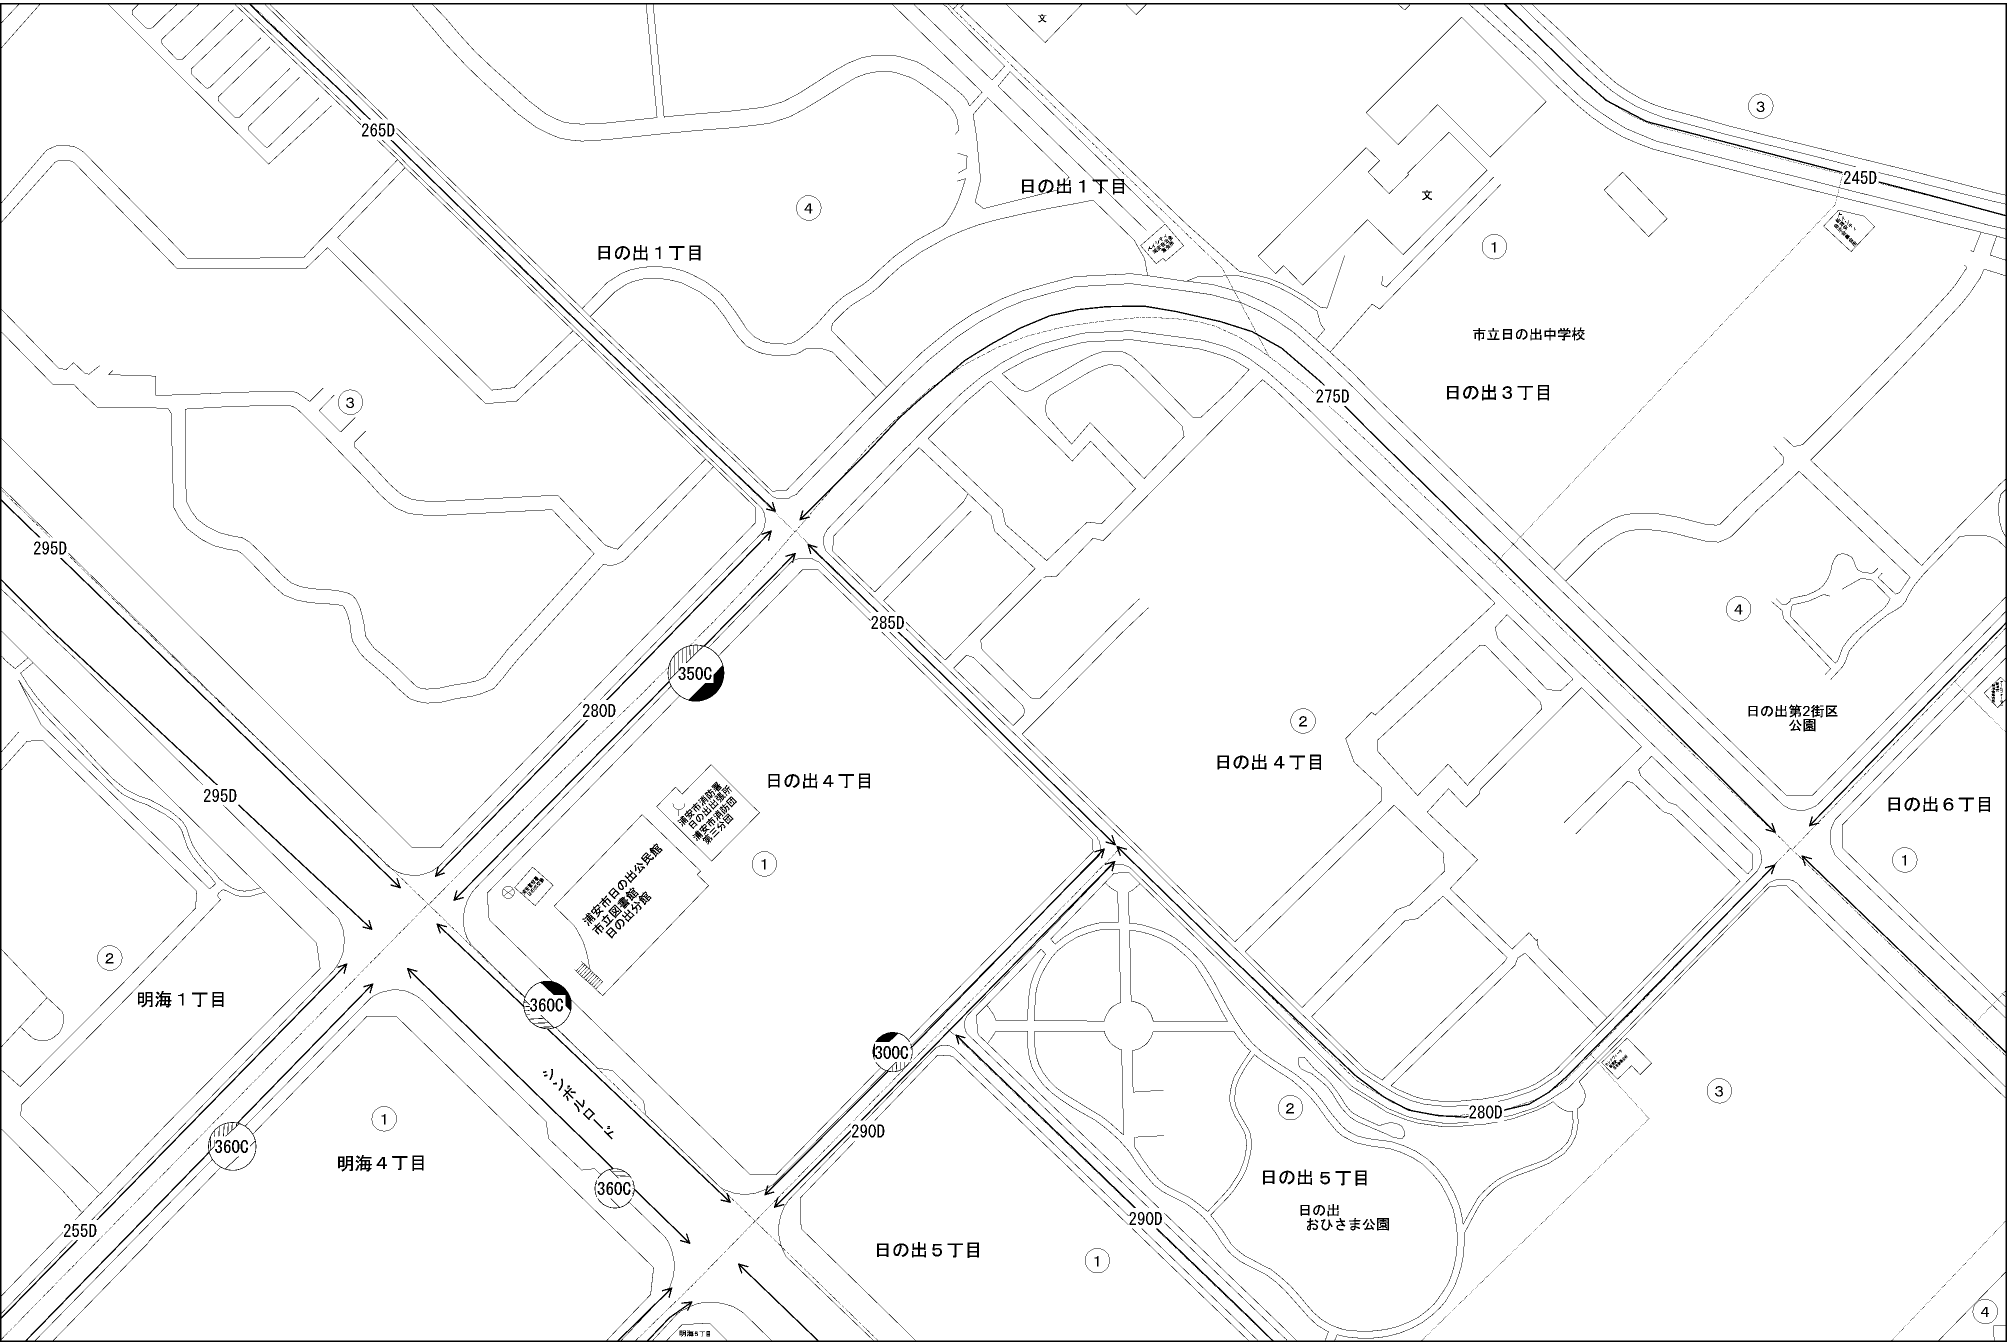 文
③
265D
245D
日の出１丁目
文
④
①
日の出１丁目
市立日の出中学校
275D
日の出３丁目
③
295D
285D
④
350C
280D
日の出第2街区
公園
②
日の出４丁目
日の出４丁目
295D
日の出６丁目
浦安市消防署
日の出出張所
浦安市消防団
第三分団
①
①
浦安市日の出公民館
市立図書館
日の出分館
②
明海１丁目
360C
300C
シンボルロード
③
280D
②
①
290D
360C
明海４丁目
日の出５丁目
360C
日の出
おひさま公園
290D
255D
日の出５丁目
①
④
明海5丁目